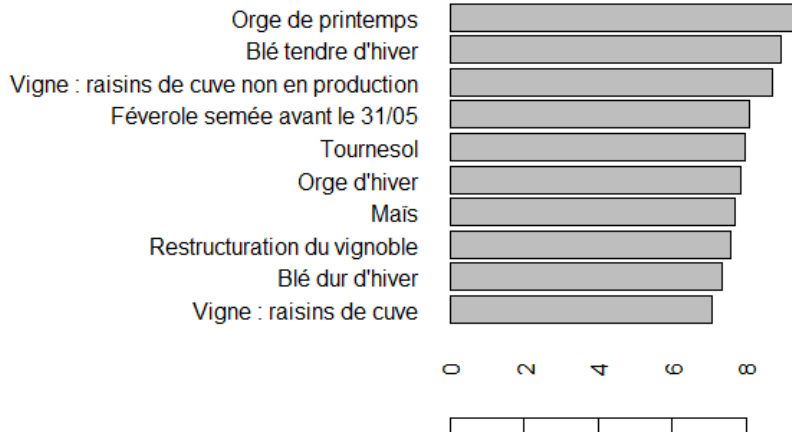 Orge de printemps
Blé tendre d'hiver
Vigne : raisins de cuve non en production
Féverole semée avant le 31/05
Tournesol
Orge d'hiver
Maïs
Restructuration du vignoble
Blé dur d'hiver
Vigne : raisins de cuve
0 2 4 6 8